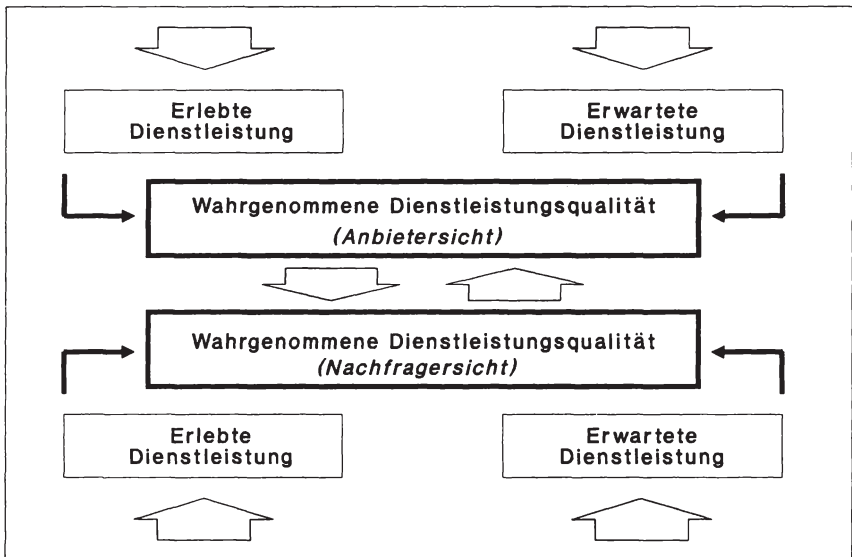 Erlebte
Dienstleistung
Erwartete
Dienstleistung
Wahrgenommene Dienstleistungsqualität
(Anbietersicht)
Wahrgenommene Dienstleistungsqualität
(Nachfragersicht)
Erlebte
Dienstleistung
Erwartete
Dienstleistung